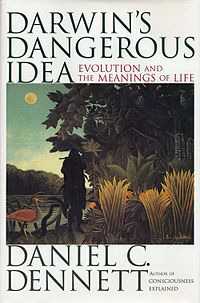 DARWIN'S
DANGEROUS
IDEA
EVOLUTION AND
THE MEANINGS OF LIFE
DANIEL C.
DENNETT
AUTHOR OF
CONSCIOUSNESS
EXPLAINED